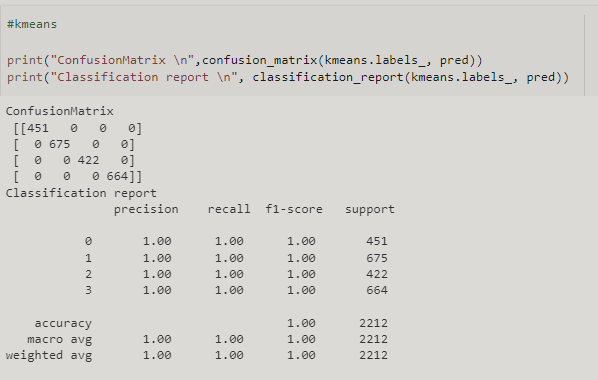 #kmeans
print("ConfusionMatrix \n",confusion_matrix(kmeans.labels_, pred))
print("Classification report \n", classification_report(kmeans.labels_, pred))
ConfusionMatrix
 [[451   0   0   0]
 [  0 675   0   0]
 [  0   0 422   0]
 [  0   0   0 664]]
Classification report
               precision    recall  f1-score   support
           0       1.00      1.00      1.00       451
           1       1.00      1.00      1.00       675
           2       1.00      1.00      1.00       422
           3       1.00      1.00      1.00       664
    accuracy                           1.00      2212
   macro avg       1.00      1.00      1.00      2212
weighted avg       1.00      1.00      1.00      2212